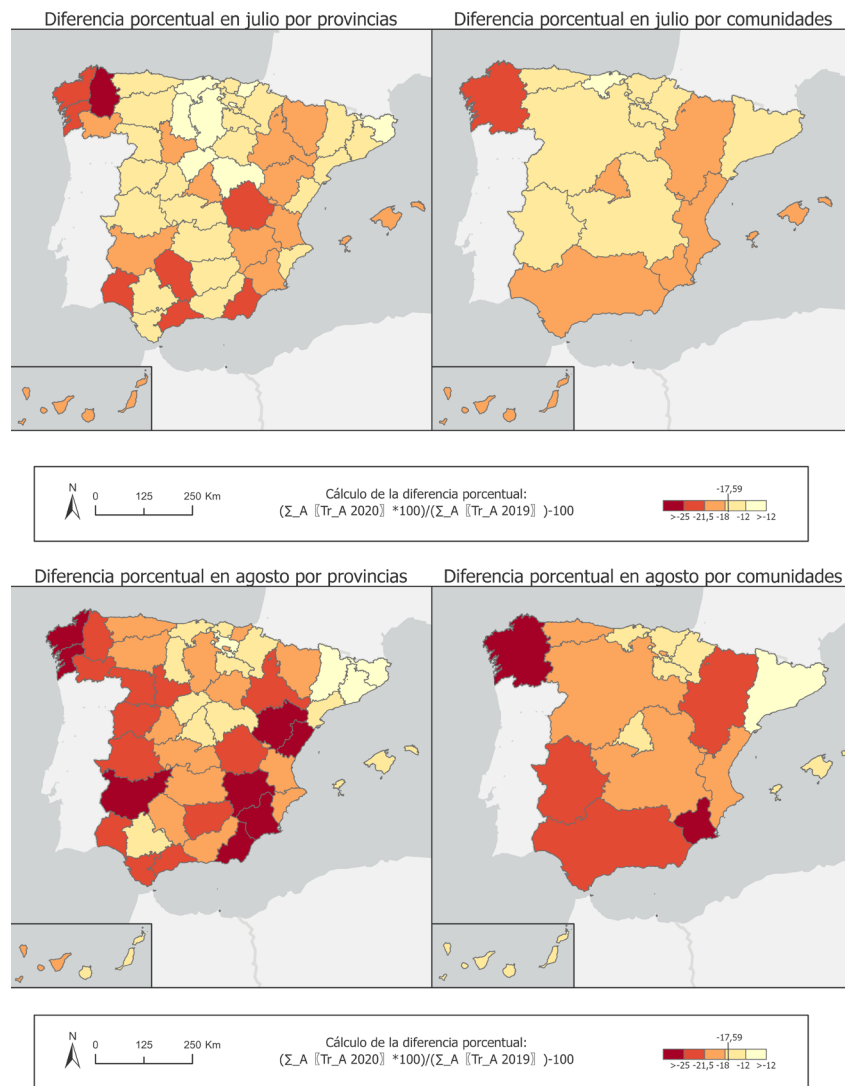 Diferencia porcentual en julio por provincias
Diferencia porcentual en julio por comunidades
N
0 125 250 Km
Cálculo de la diferencia porcentual:
(Σ_A 〖Tr_A 2020〗 *100)/(Σ_A 〖Tr_A 2019〗 )-100
-17,59
>-25 -21,5 -18 -12 >-12
Diferencia porcentual en agosto por provincias
Diferencia porcentual en agosto por comunidades
N
0 125 250 Km
Cálculo de la diferencia porcentual:
(Σ_A 〖Tr_A 2020〗 *100)/(Σ_A 〖Tr_A 2019〗 )-100
-17,59
>-25 -21,5 -18 -12 >-12